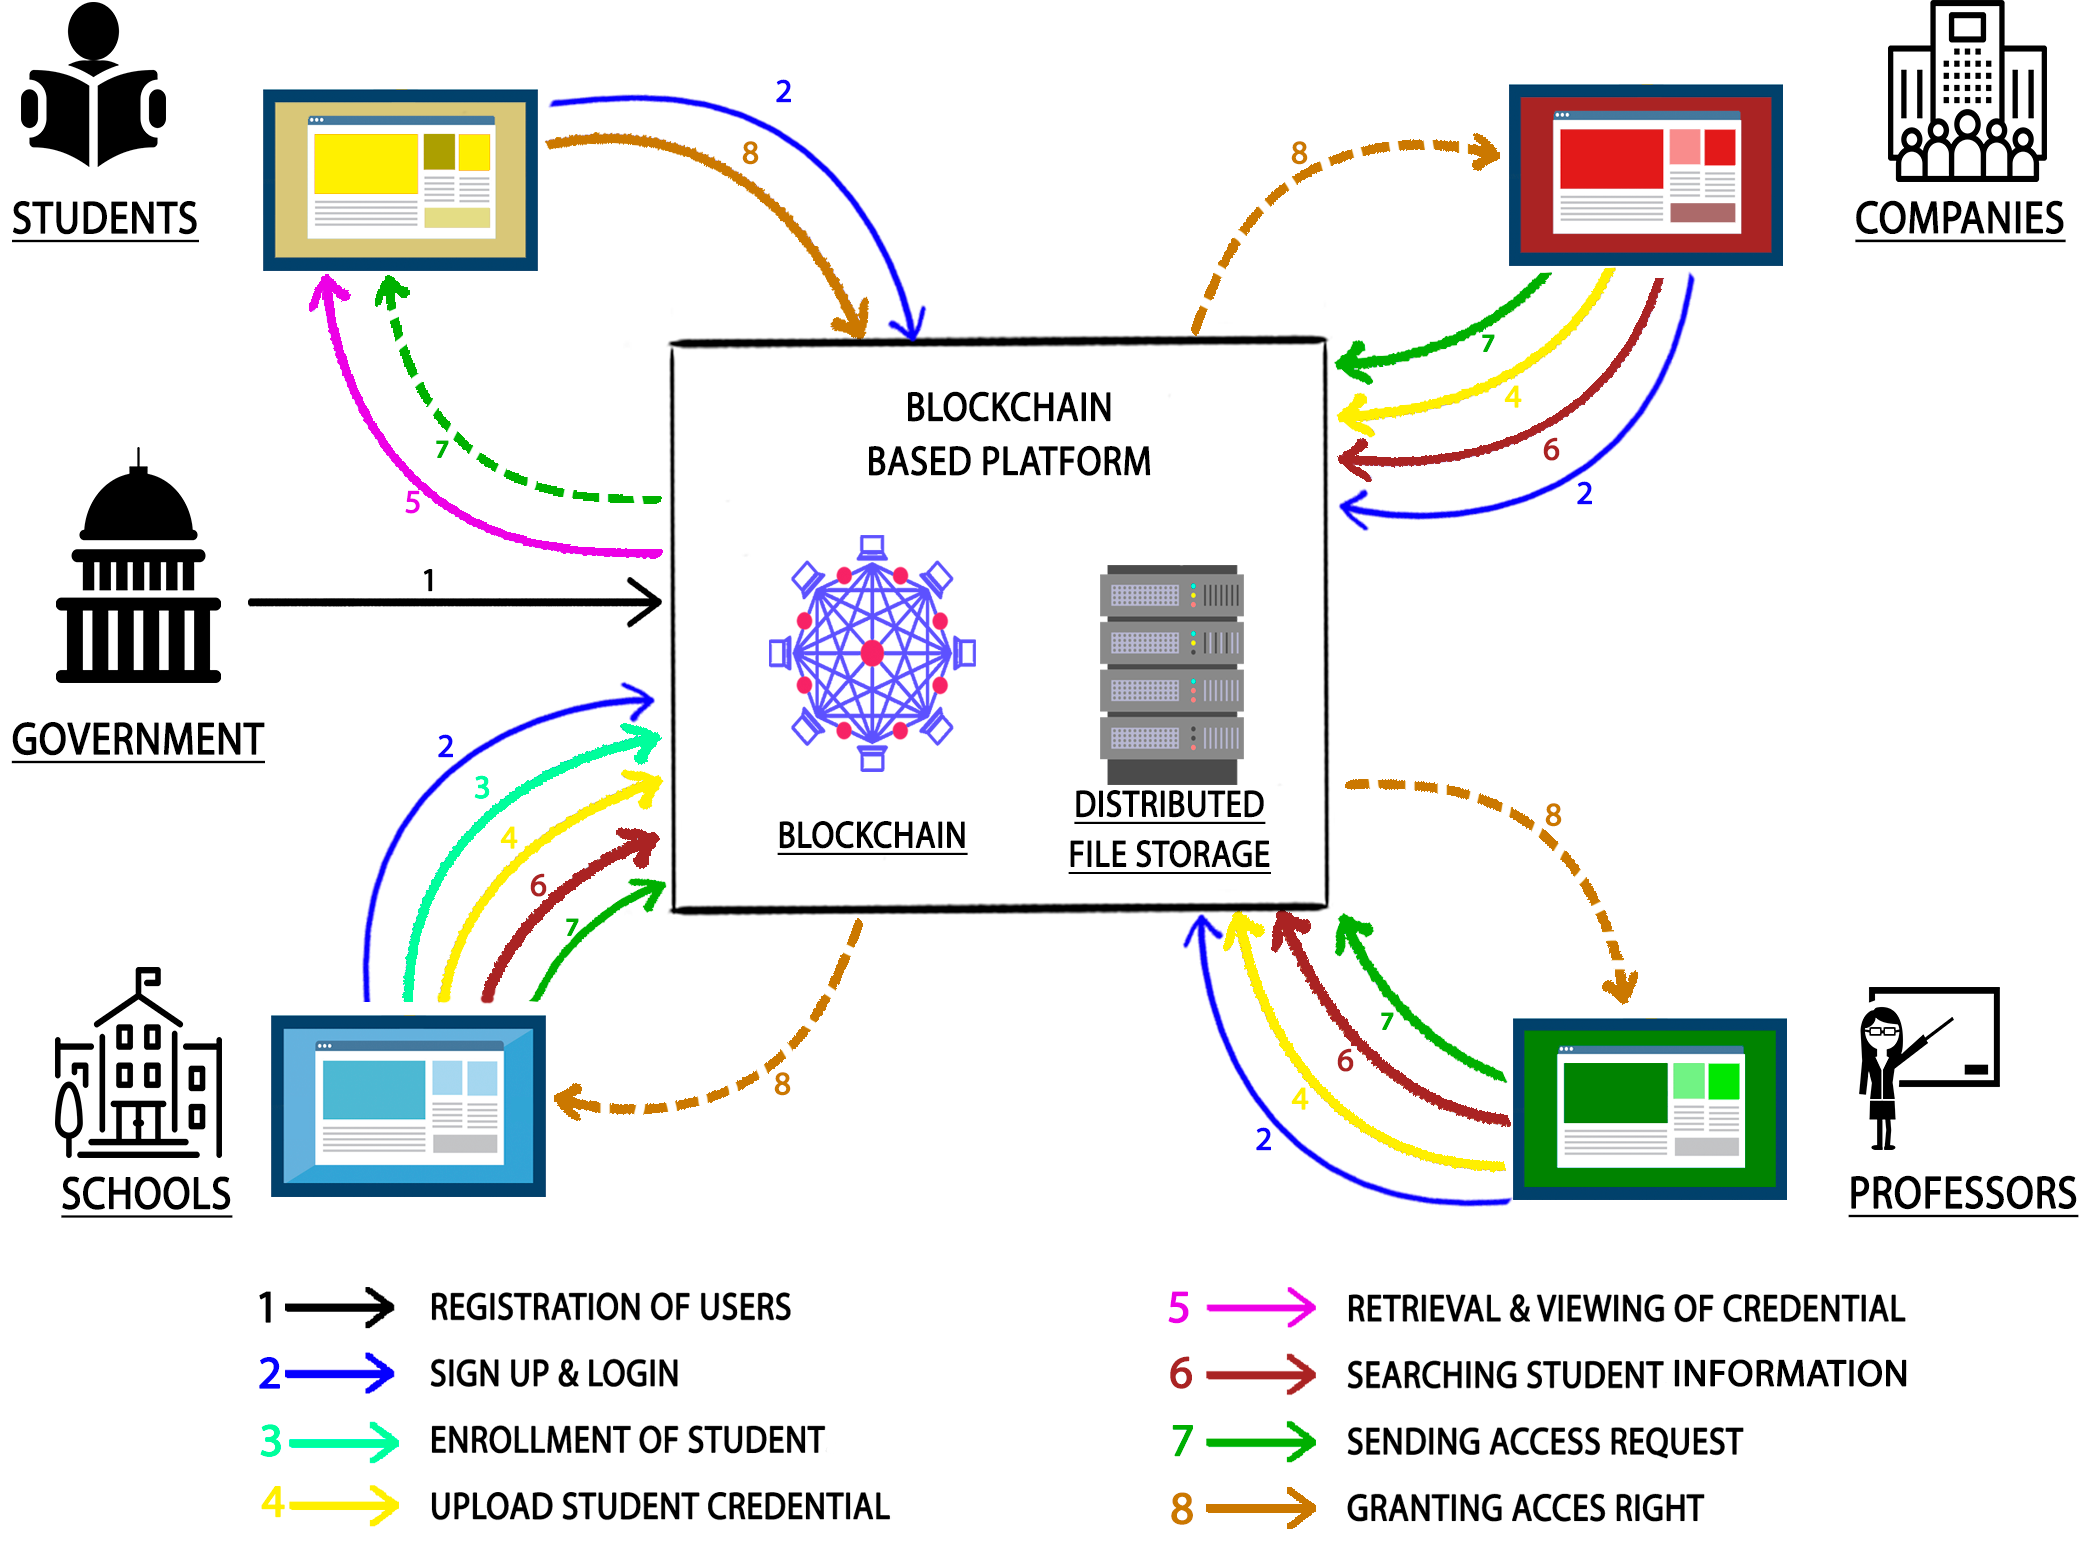 2
8
8
STUDENTS
COMPANIES
7
4
6
2
7
5
BLOCKCHAIN
BASED PLATFORM
1
GOVERNMENT
2
3
4
6
7
BLOCKCHAIN
DISTRIBUTED
FILE STORAGE
8
8
7
6
4
2
SCHOOLS
PROFESSORS
1 REGISTRATION OF USERS
2 SIGN UP & LOGIN
3 ENROLLMENT OF STUDENT
4 UPLOAD STUDENT CREDENTIAL
5 RETRIEVAL & VIEWING OF CREDENTIAL
6 SEARCHING STUDENT INFORMATION
7 SENDING ACCESS REQUEST
8 GRANTING ACCES RIGHT